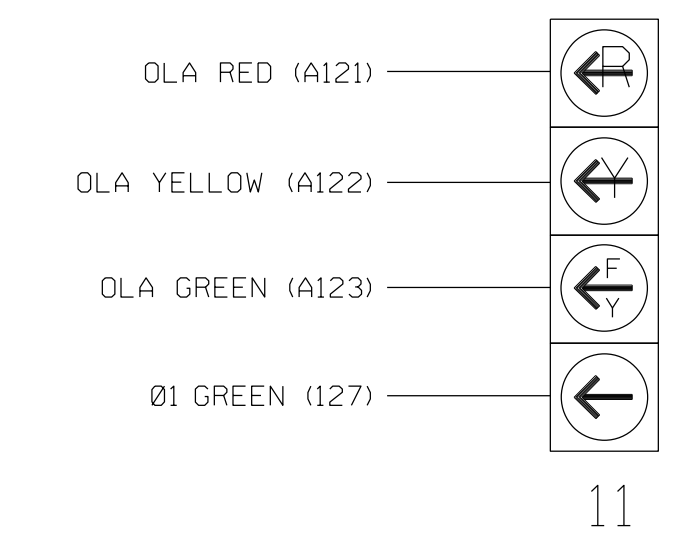 OLA RED (A121)
R
OLA YELLOW (A122)
Y
OLA GREEN (A123)
F
Y
Ø1 GREEN (127)
11